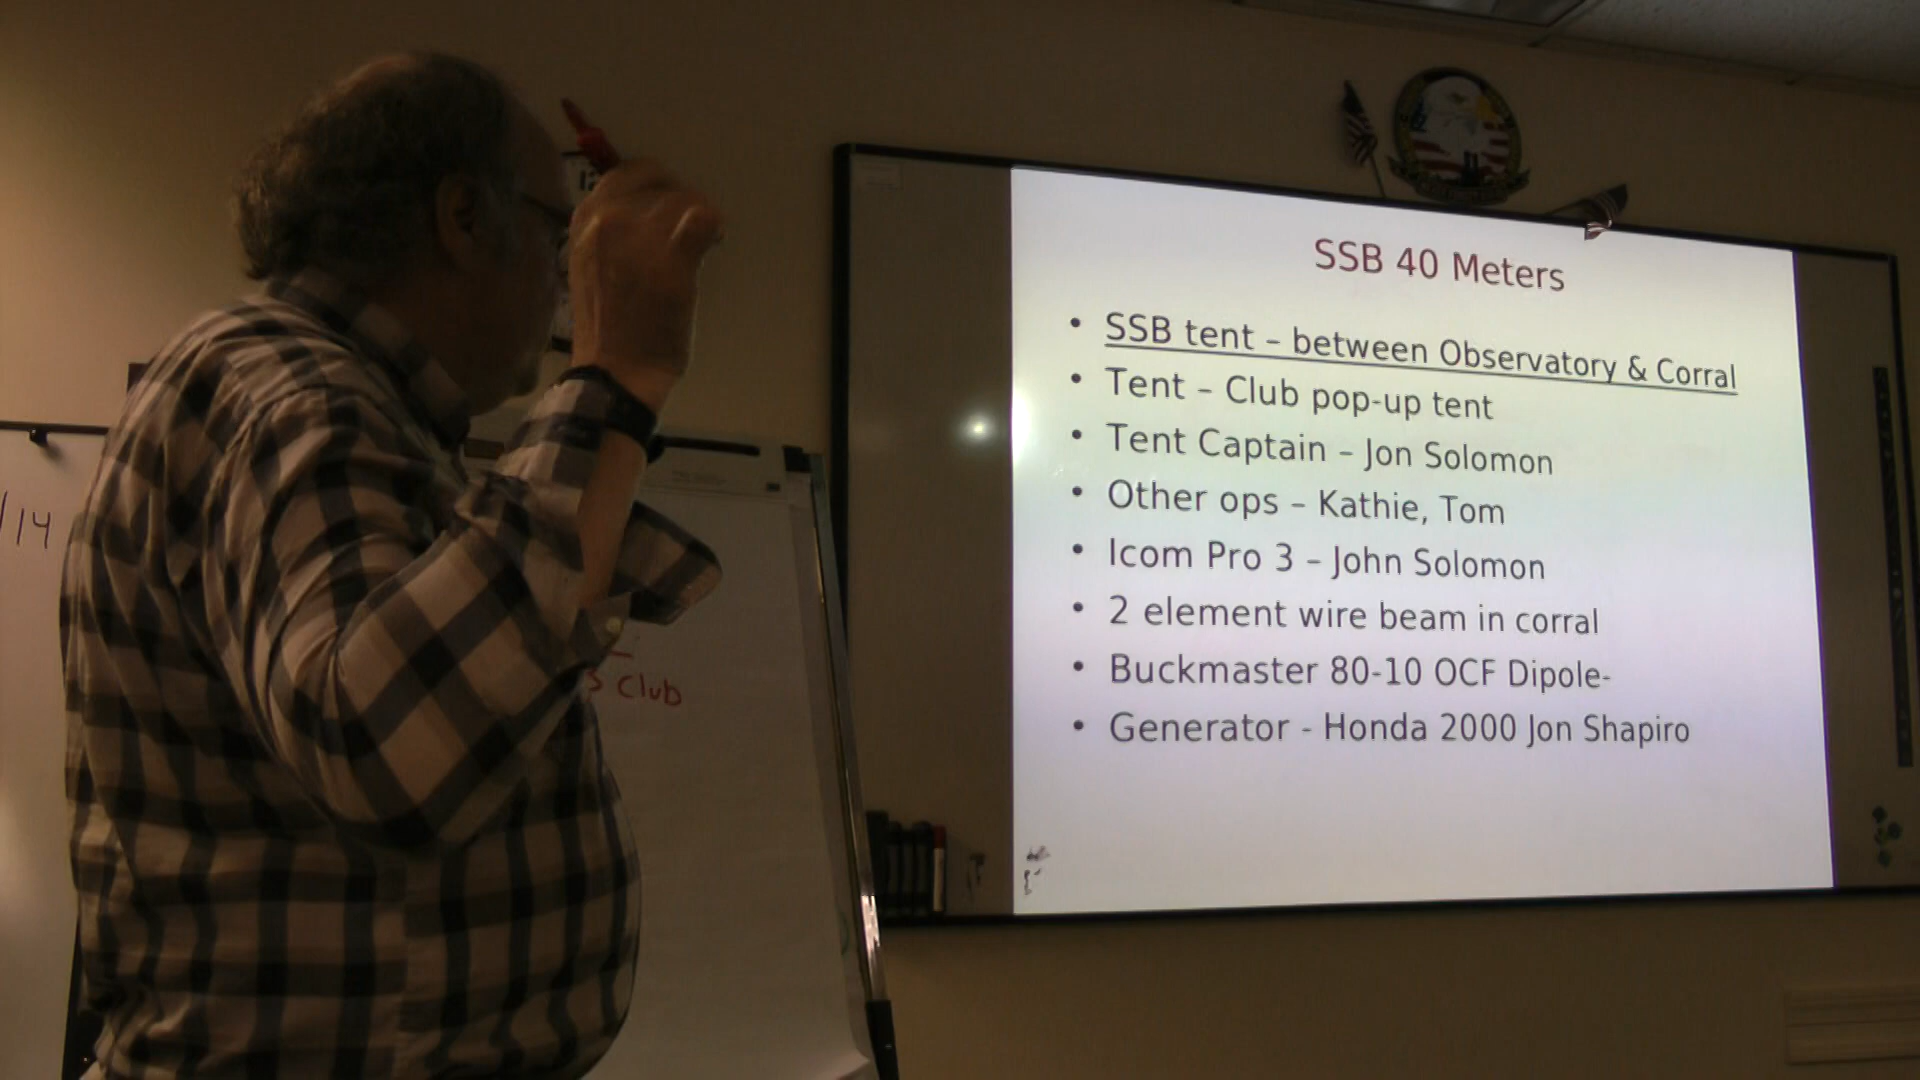 SSB 40 Meters
• SSB tent – between Observatory & Corral
• Tent – Club pop-up tent
• Tent Captain – Jon Solomon
• Other ops – Kathie, Tom
• Icom Pro 3 – John Solomon
• 2 element wire beam in corral
• Buckmaster 80-10 OCF Dipole-
• Generator - Honda 2000 Jon Shapiro
/14
12
s Club